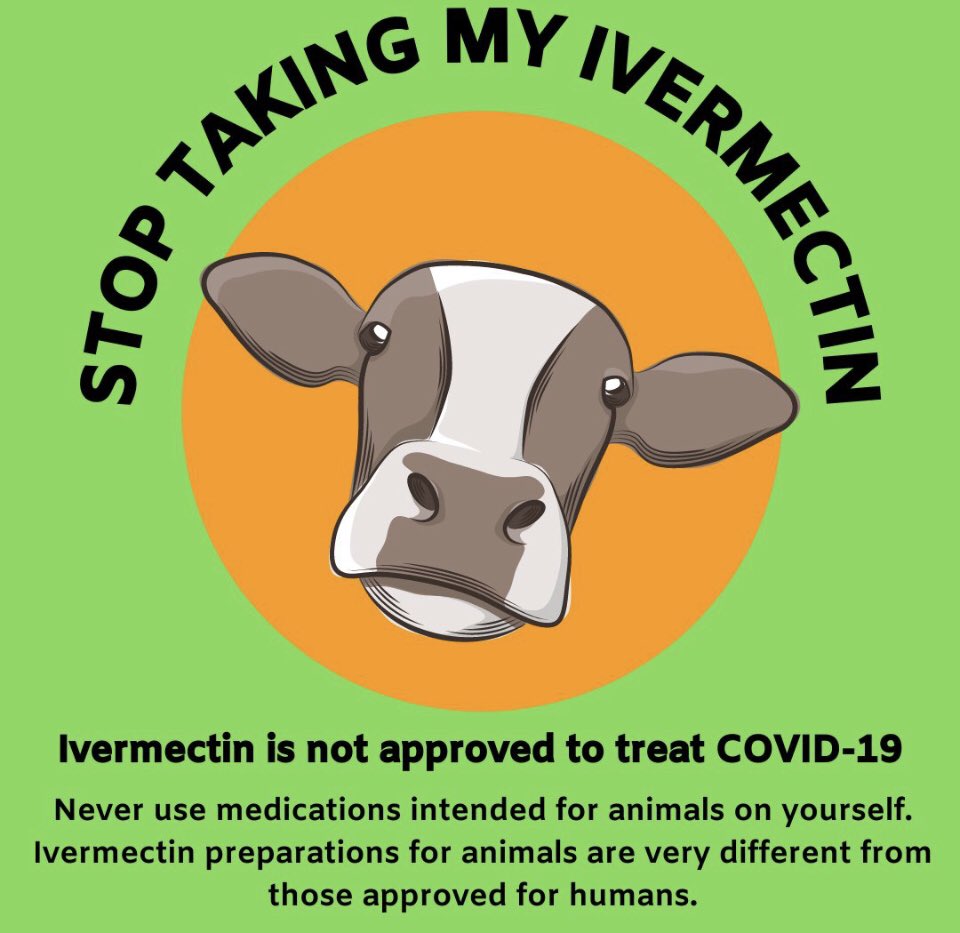 STOP TAKING MY IVERMECTIN
Ivermectin is not approved to treat COVID-19
Never use medications intended for animals on yourself.
Ivermectin preparations for animals are very different from
those approved for humans.